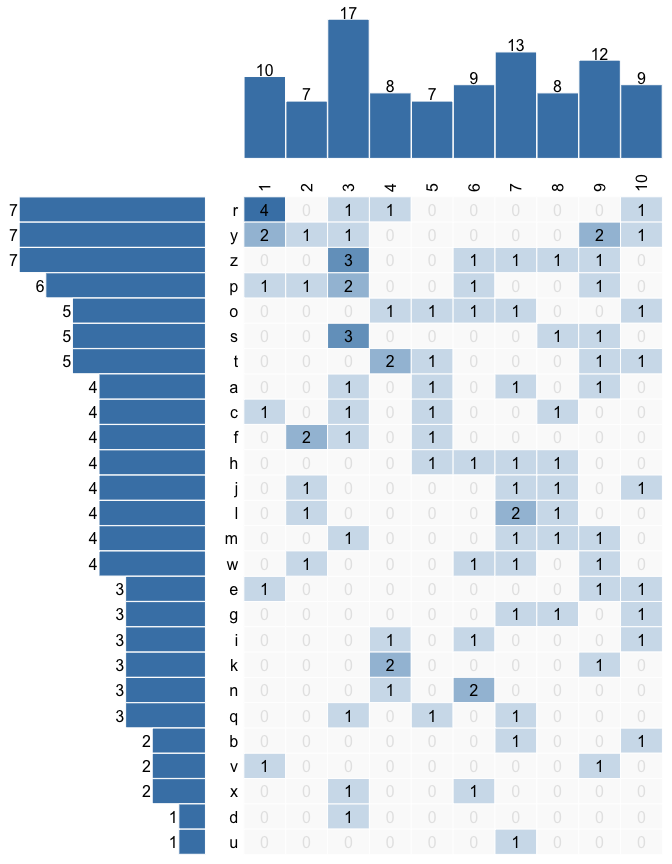 17
13
12
10
9
9
8
8
7
7
1 2 3 4 5 6 7 8 9 10
7 r 4 0 1 1 0 0 0 0 0 1
7 y 2 1 1 0 0 0 0 0 2 1
7 z 0 0 3 0 0 1 1 1 1 0
6 p 1 1 2 0 0 1 0 0 1 0
5 o 0 0 0 1 1 1 1 0 0 1
5 s 0 0 3 0 0 0 0 1 1 0
5 t 0 0 0 2 1 0 0 0 1 1
4 a 0 0 1 0 1 0 1 0 1 0
4 c 1 0 1 0 1 0 0 1 0 0
4 f 0 2 1 0 1 0 0 0 0 0
4 h 0 0 0 0 1 1 1 1 0 0
4 j 0 1 0 0 0 0 1 1 0 1
4 l 0 1 0 0 0 0 2 1 0 0
4 m 0 0 1 0 0 0 1 1 1 0
4 w 0 1 0 0 0 1 1 0 1 0
3 e 1 0 0 0 0 0 0 0 1 1
3 g 0 0 0 0 0 0 1 1 0 1
3 i 0 0 0 1 0 1 0 0 0 1
3 k 0 0 0 2 0 0 0 0 1 0
3 n 0 0 0 1 0 2 0 0 0 0
3 q 0 0 1 0 1 0 1 0 0 0
2 b 0 0 0 0 0 0 1 0 0 1
2 v 1 0 0 0 0 0 0 0 1 0
2 x 0 0 1 0 0 1 0 0 0 0
1 d 0 0 1 0 0 0 0 0 0 0
1 u 0 0 0 0 0 0 1 0 0 0